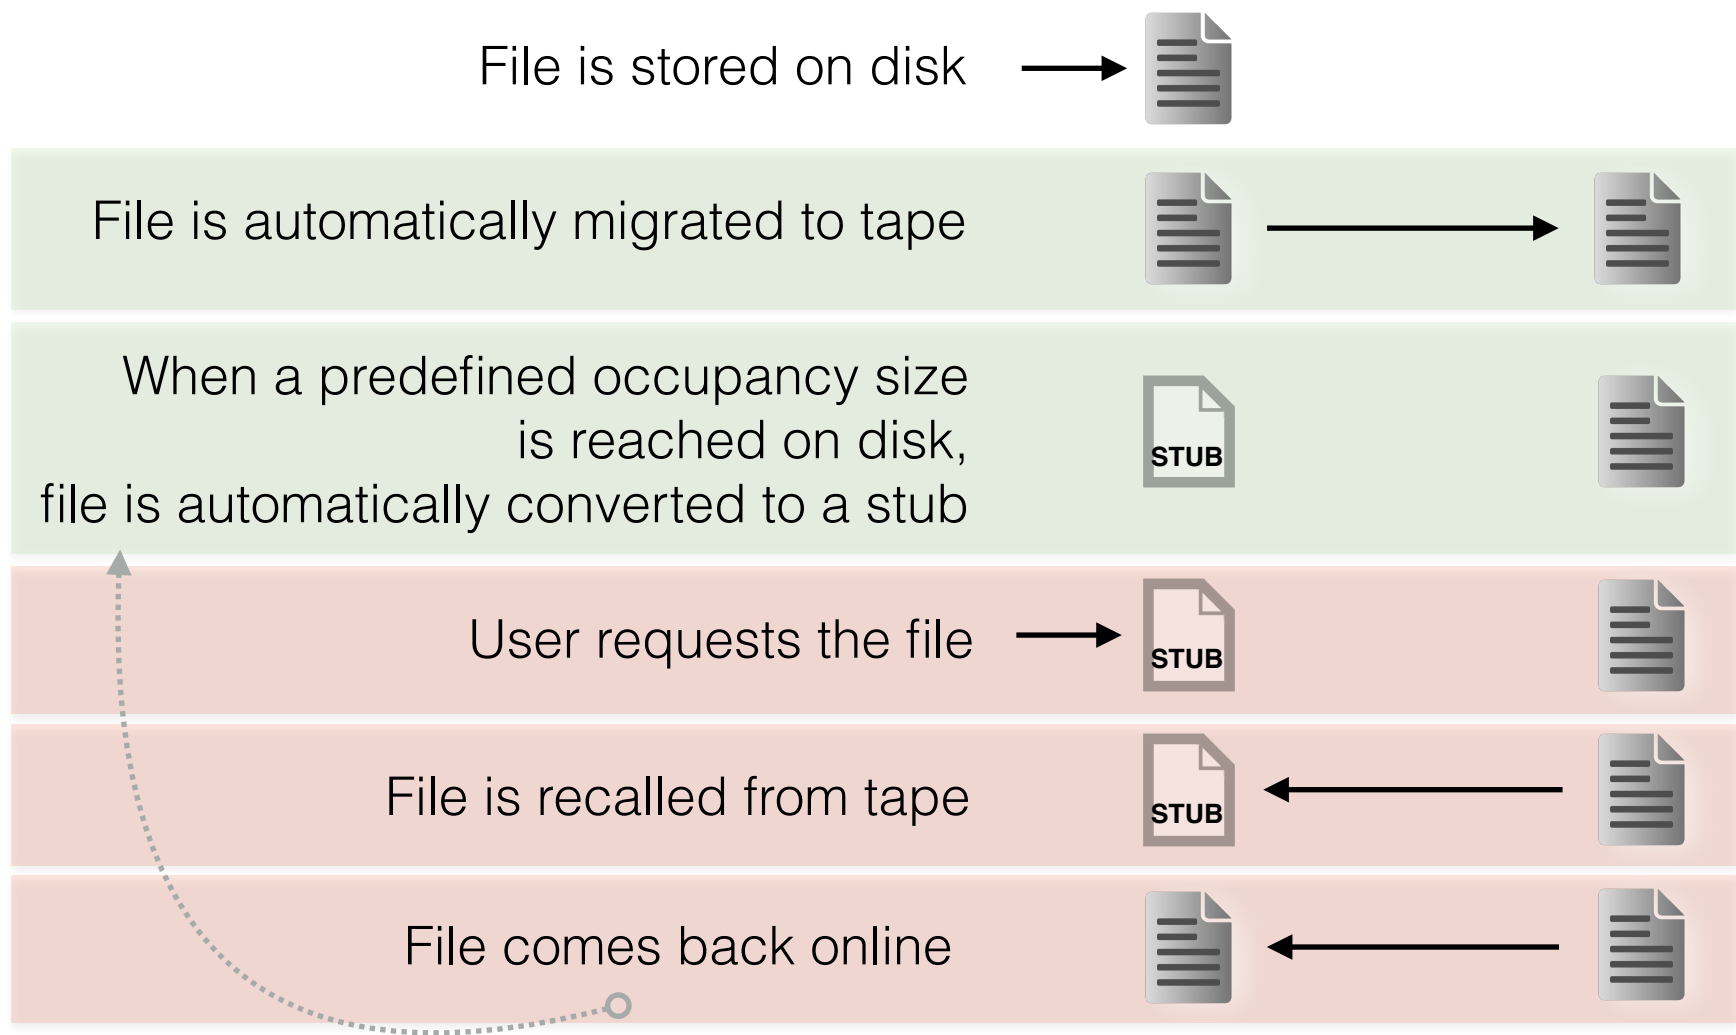 File is stored on disk
File is automatically migrated to tape
When a predefined occupancy size
is reached on disk,
file is automatically converted to a stub
STUB
User requests the file
STUB
File is recalled from tape
STUB
File comes back online